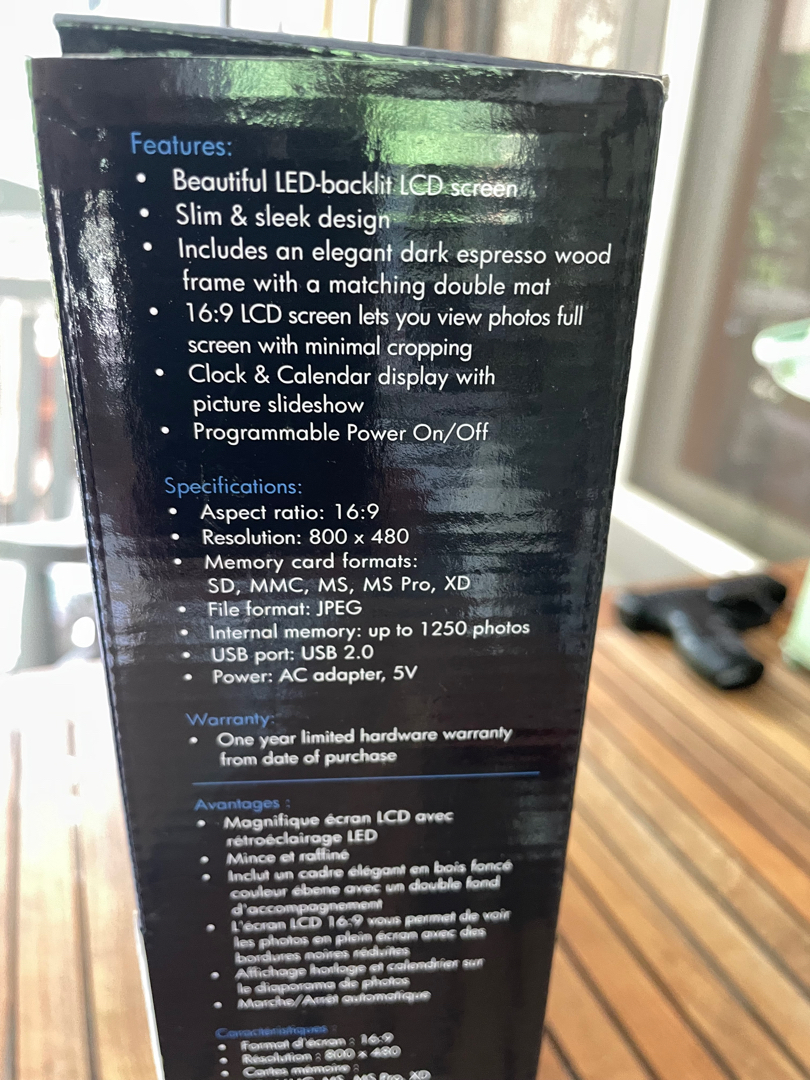 Features:
• Beautiful LED-backlit LCD screen
• Slim & sleek design
• Includes an elegant dark espresso wood
frame with a matching double mat
• 16:9 LCD screen lets you view photos full
screen with minimal cropping
• Clock & Calendar display with
picture slideshow
• Programmable Power On/Off
Specifications:
• Aspect ratio: 16:9
• Resolution: 800 x 480
• Memory card formats:
SD, MMC, MS, MS Pro, XD
• File format: JPEG
• Internal memory: up to 1250 photos
• USB port: USB 2.0
• Power: AC adapter, 5V
Warranty:
• One year limited hardware warranty
from date of purchase
Avantages :
• Magnifique écran LCD avec
rétroéclairage LED
• Mince et raffiné
• Inclut un cadre élégant en bois foncé
couleur ébene avec un double fond
d'accompagnement
• L'écran LCD 16:9 vous permet de voir
les photos en plein écran avec des
bordures noires réduites
• Affichage horloge et calendrier sur
le diaporama de photos
• Marche/Arrêt automatique
Caractéristiques :
• Format d'écran : 16:9
• Résolution : 800 x 480
• Cartes mémoire :
MS, MS Pro, XD